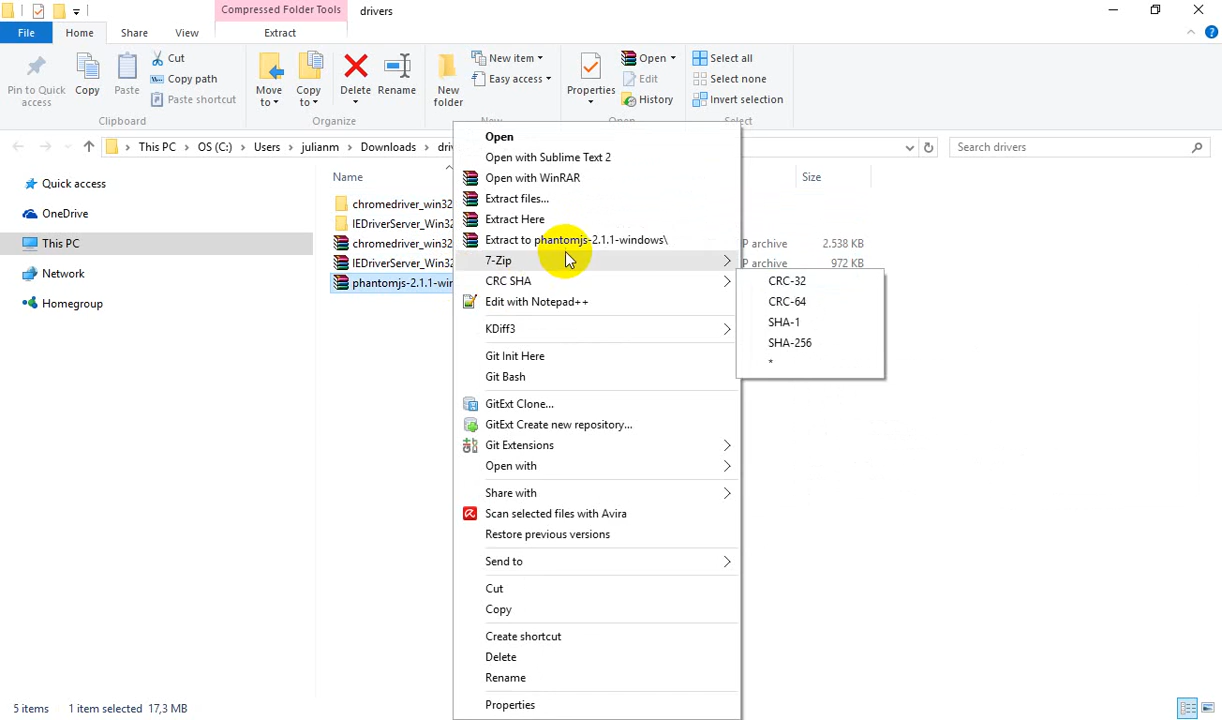 Compressed Folder Tools
drivers
File
Home
Share
View
Extract
Pin to Quick access
Copy
Paste
Cut
Copy path
Paste shortcut
Clipboard
Move to
Copy to
Delete
Rename
Organize
New folder
New item
Easy access
New
Properties
Open
Edit
History
Open
Select all
Select none
Invert selection
Select
This PC
OS (C:)
Users
julianm
Downloads
Search drivers
Quick access
OneDrive
This PC
Network
Homegroup
Name
Size
chromedriver_win32
IEDriverServer_Win32
chromedriver_win32
P archive
2.538 KB
IEDriverServer_Win32
P archive
972 KB
phantomjs-2.1.1-win
Open
Open with Sublime Text 2
Open with WinRAR
Extract files...
Extract Here
Extract to phantomjs-2.1.1-windows\
7-Zip
CRC SHA
Edit with Notepad++
KDiff3
Git Init Here
Git Bash
GitExt Clone...
GitExt Create new repository...
Git Extensions
Open with
Share with
Scan selected files with Avira
Restore previous versions
Send to
Cut
Copy
Create shortcut
Delete
Rename
Properties
CRC-32
CRC-64
SHA-1
SHA-256
*
5 items
1 item selected 17,3 MB